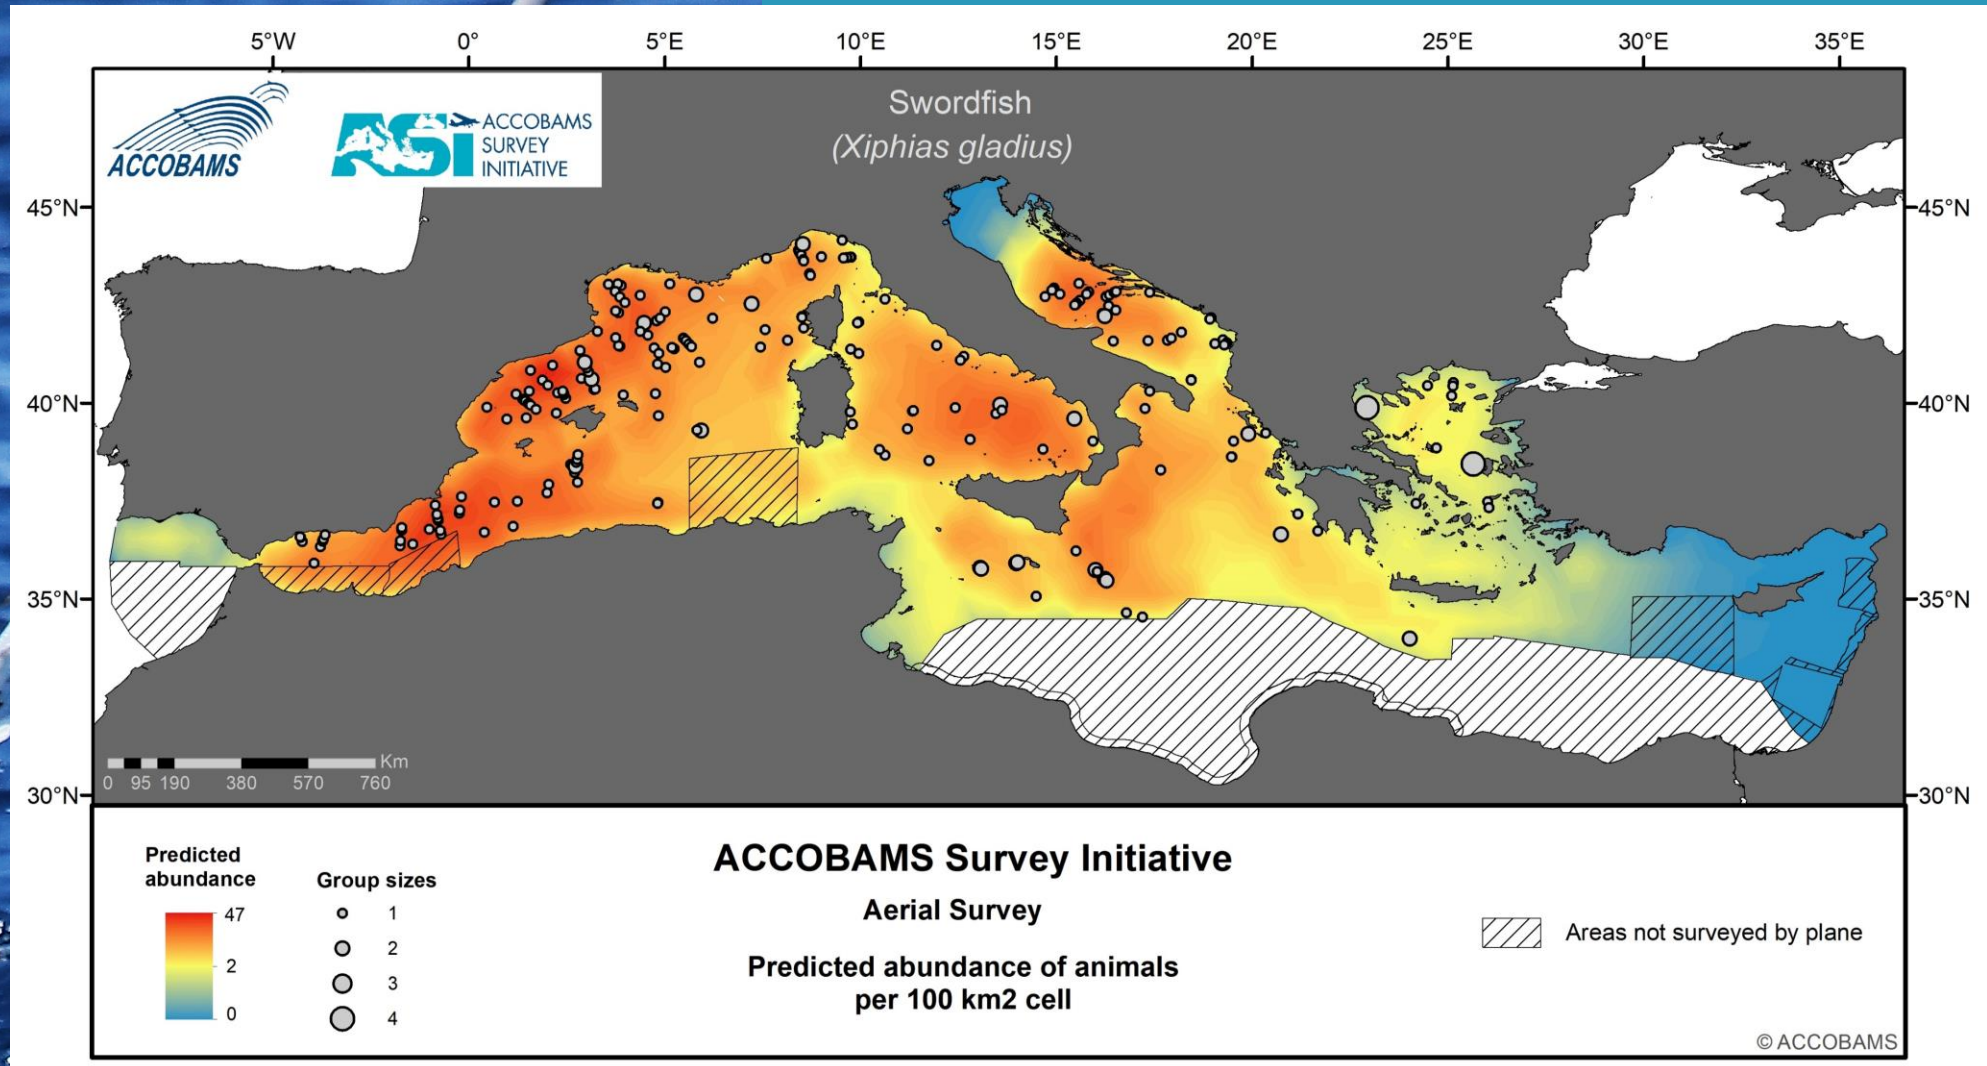 5°W 0° 5°E 10°E 15°E 20°E 25°E 30°E 35°E
ACCOBAMS
ASI ACCOBAMS
SURVEY
INITIATIVE
Swordfish
(Xiphias gladius)
45°N 45°N
40°N 40°N
35°N 35°N
30°N 30°N
Km
0 95 190 380 570 760
Predicted
abundance
47
2
0
Group sizes
1
2
3
4
ACCOBAMS Survey Initiative
Aerial Survey
Predicted abundance of animals
per 100 km2 cell
Areas not surveyed by plane
© ACCOBAMS